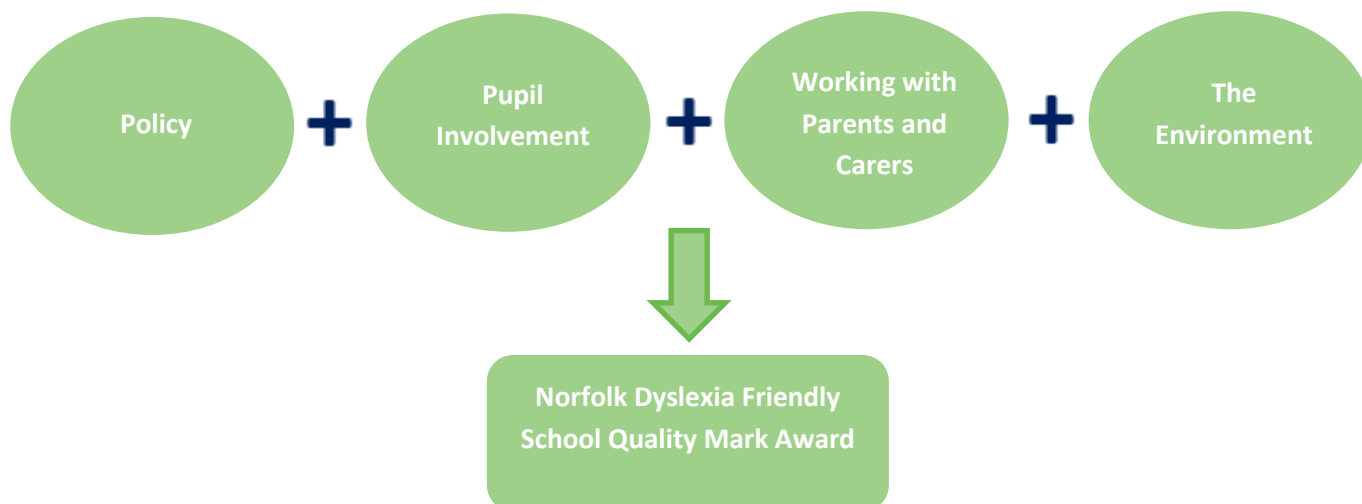 Policy
Pupil
Involvement
Working with
Parents and
Carers
The
Environment
Norfolk Dyslexia Friendly
School Quality Mark Award